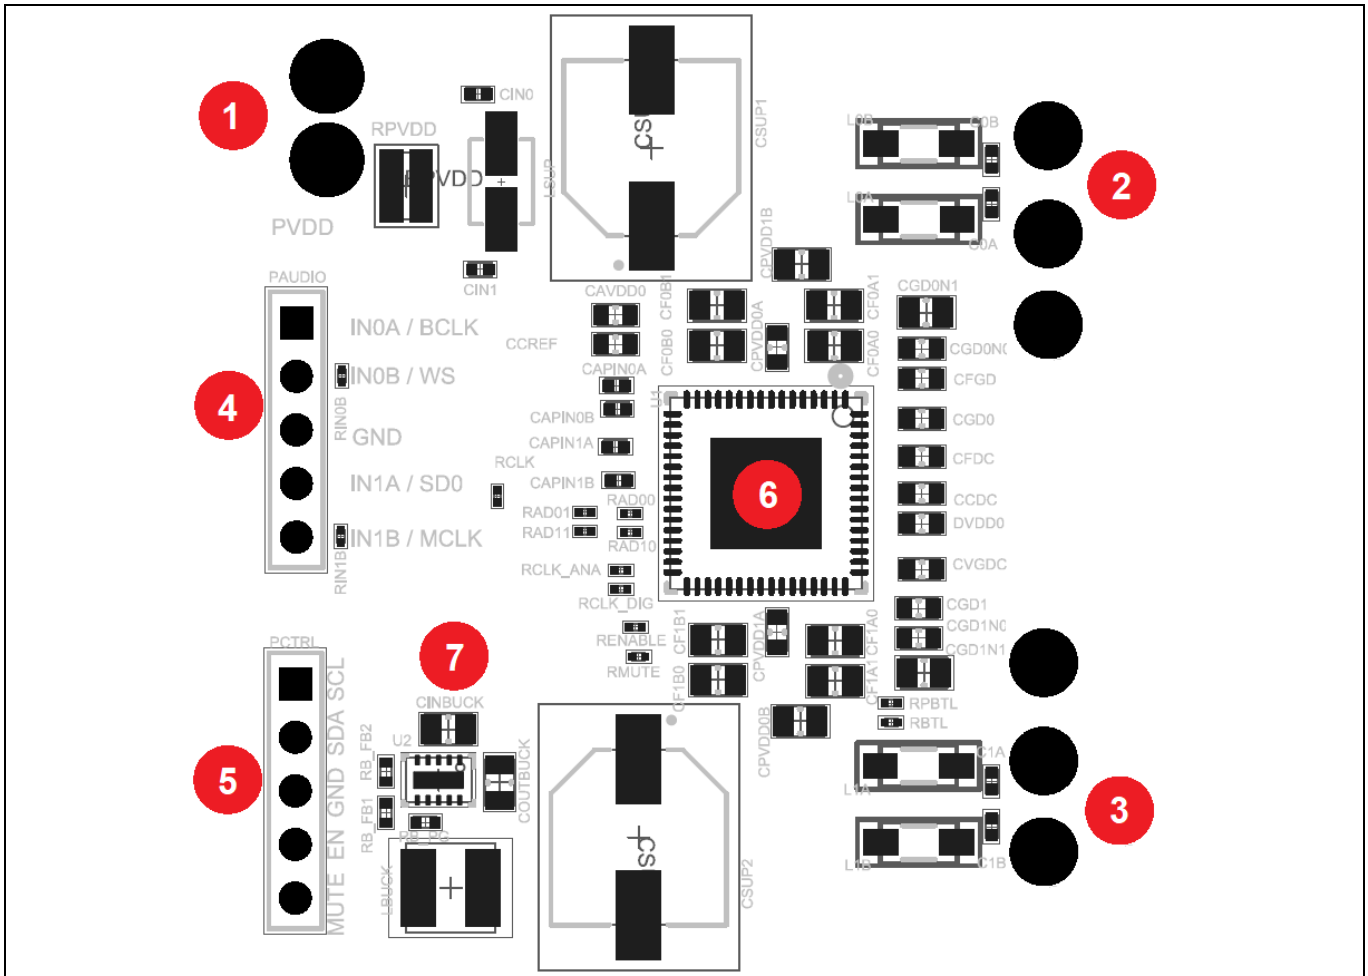 1
CIN0
RPVDD
RPVDD
PVDD
LSUP
CIN1
CSUP1
L0B
C0B
2
L0A
C0A
PAUDIO
IN0A / BCLK
IN0B / WS
RIN0B
GND
IN1A / SD0
IN1B / MCLK
RIN1B
4
CAVDD0
CCREF
CAPIN0A
CAPIN0B
CAPIN1A
CAPIN1B
RCLK
RAD01
RAD00
RAD11
RAD10
RCLK_ANA
RCLK_DIG
RENABLE
RMUTE
CPVDD1B
CF0B1
CF0B0
CPVDD0A
CF0A1
CF0A0
U1
6
CGD0N1
CGD0N0
CFGD
CGD0
CFDC
CCDC
DVDD0
CVGDC
CGD1
CGD1N0
CGD1N1
CF1B1
CF1B0
CPVDD1A
CF1A0
CF1A1
CPVDD0B
RPBTL
RBTL
PCTRL
MUTE EN GND SDA SCL
5
7
CINBUCK
U2
RB_FB2
RB_FB1
COUTBUCK
LBUCK
CSUP2
C1A
L1A
3
L1B
C1B